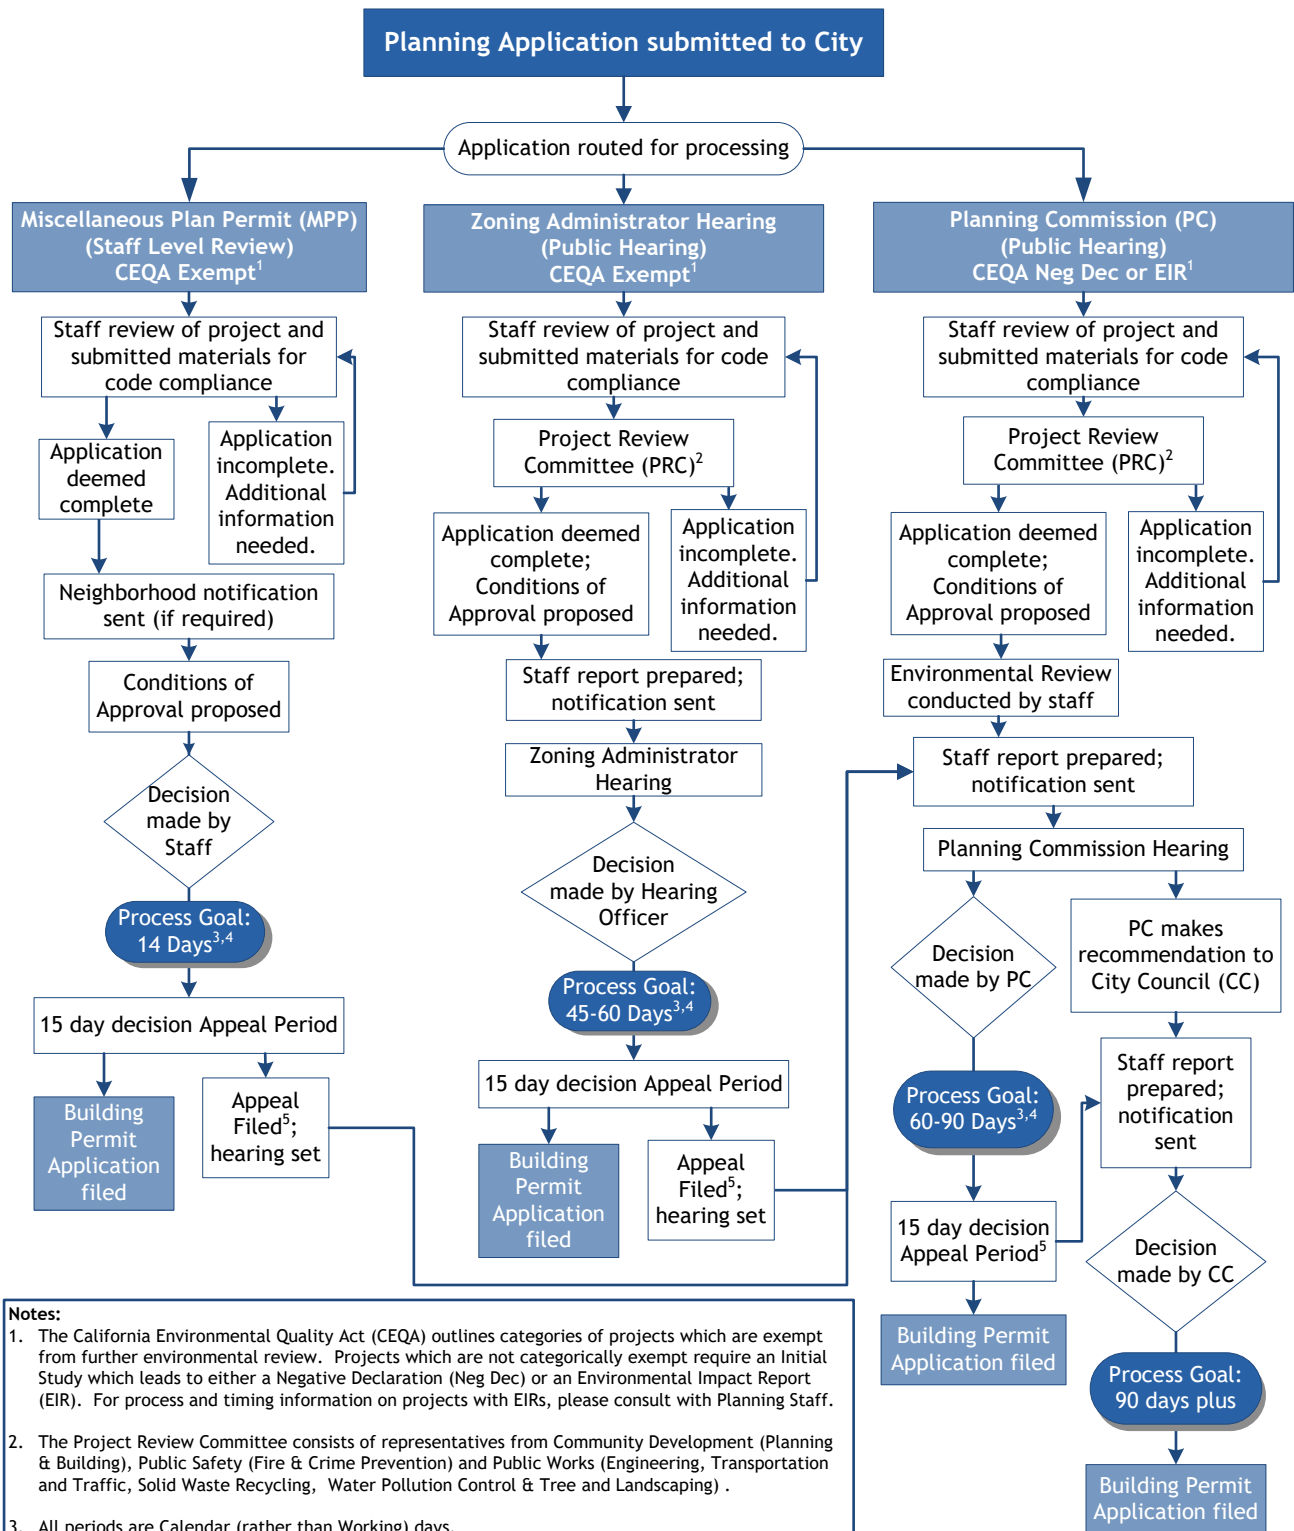 Planning Application submitted to City
Application routed for processing
Miscellaneous Plan Permit (MPP)
(Staff Level Review)
CEQA Exempt1
Staff review of project and
submitted materials for
code compliance
Application
deemed
complete
Application
incomplete.
Additional
information
needed.
Neighborhood notification
sent (if required)
Conditions of
Approval proposed
Decision
made by
Staff
Process Goal:
14 Days3,4
15 day decision Appeal Period
Building
Permit
Application
filed
Appeal
Filed5;
hearing set
Zoning Administrator Hearing
(Public Hearing)
CEQA Exempt1
Staff review of project and
submitted materials for code
compliance
Project Review
Committee (PRC)2
Application deemed
complete;
Conditions of
Approval proposed
Application
incomplete.
Additional
information
needed.
Staff report prepared;
notification sent
Zoning Administrator
Hearing
Decision
made by Hearing
Officer
Process Goal:
45-60 Days3,4
15 day decision Appeal Period
Building
Permit
Application
filed
Appeal
Filed5;
hearing set
Planning Commission (PC)
(Public Hearing)
CEQA Neg Dec or EIR1
Staff review of project and
submitted materials for code
compliance
Project Review
Committee (PRC)2
Application deemed
complete;
Conditions of
Approval proposed
Application
incomplete.
Additional
information
needed.
Environmental Review
conducted by staff
Staff report prepared;
notification sent
Planning Commission Hearing
Decision
made by PC
Process Goal:
60-90 Days3,4
15 day decision
Appeal Period5
Building Permit
Application filed
PC makes
recommendation to
City Council (CC)
Staff report
prepared;
notification
sent
Decision
made by CC
Process Goal:
90 days plus
Building Permit
Application filed
Notes:
1. The California Environmental Quality Act (CEQA) outlines categories of projects which are exempt
from further environmental review. Projects which are not categorically exempt require an Initial
Study which leads to either a Negative Declaration (Neg Dec) or an Environmental Impact Report
(EIR). For process and timing information on projects with EIRs, please consult with Planning Staff.
2. The Project Review Committee consists of representatives from Community Development (Planning
& Building), Public Safety (Fire & Crime Prevention) and Public Works (Engineering, Transportation
and Traffic, Solid Waste Recycling, Water Pollution Control & Tree and Landscaping) .
3. All periods are Calendar (rather than Working) days.